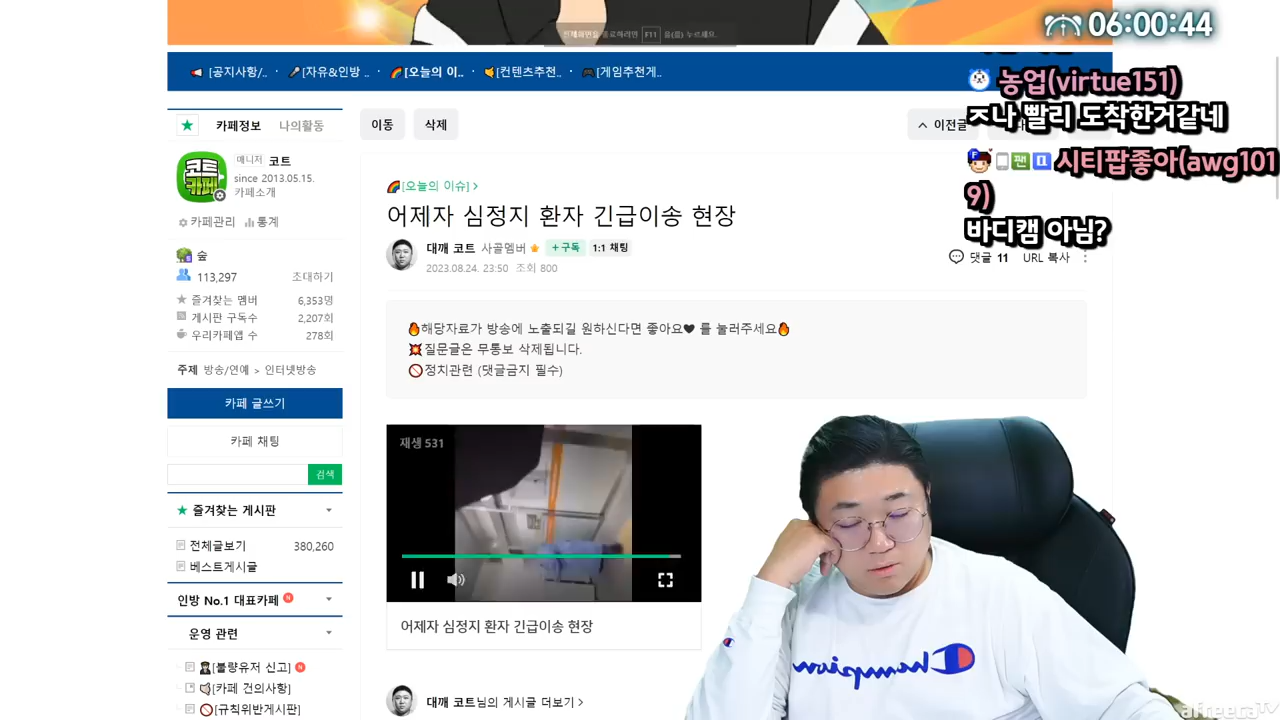 전체화면을 종료하려면 F11 을(를) 누르세요.
06:00:44
[공지사항/.. · [자유&인방 .. · [오늘의 이.. · [컨텐츠추천.. · [게임추천게..
농업(virtue151)
ㅈ나 빨리 도착한거같네
시티팝좋아(awg1019)
바디캠 아님?
카페정보 나의활동
이동 삭제 이전글
매니저 코트
since 2013.05.15.
카페소개
카페관리 통계
숲
113,297 초대하기
즐겨찾는 멤버 6,353명
게시판 구독수 2,207회
우리카페앱 수 278회
주제 방송/연예 > 인터넷방송
카페 글쓰기
카페 채팅
검색
즐겨찾는 게시판
전체글보기 380,260
베스트게시글
인방 No.1 대표카페 N
운영 관련
[불량유저 신고] N
[카페 건의사항]
[규칙위반게시판]
[오늘의 이슈] >
어제자 심정지 환자 긴급이송 현장
대깨 코트 사골멤버 +구독 1:1 채팅
2023.08.24. 23:50 조회 800
댓글 11 URL 복사
해당자료가 방송에 노출되길 원하신다면 좋아요🖤 를 눌러주세요
질문글은 무통보 삭제됩니다.
정치관련 (댓글금지 필수)
재생 531
어제자 심정지 환자 긴급이송 현장
대깨 코트님의 게시글 더보기 >
Champion
afreecaTV